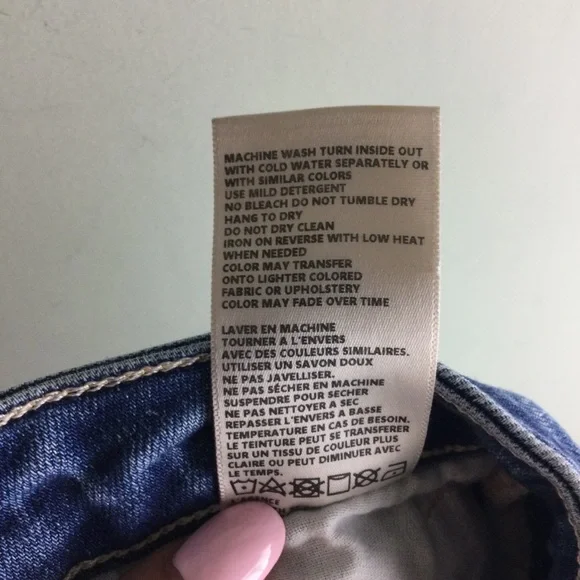 MACHINE WASH TURN INSIDE OUT
WITH COLD WATER SEPARATELY OR
WITH SIMILAR COLORS
USE MILD DETERGENT
NO BLEACH DO NOT TUMBLE DRY
HANG TO DRY
DO NOT DRY CLEAN
IRON ON REVERSE WITH LOW HEAT
WHEN NEEDED
COLOR MAY TRANSFER
ONTO LIGHTER COLORED
FABRIC OR UPHOLSTERY
COLOR MAY FADE OVER TIME
LAVER EN MACHINE
TOURNER A L'ENVERS
AVEC DES COULEURS SIMILAIRES.
UTILISER UN SAVON DOUX
NE PAS JAVELLISER.
NE PAS SÉCHER EN MACHINE
SUSPENDRE POUR SECHER
NE PAS NETTOYER A SEC
REPASSER L'ENVERS A BASSE
TEMPERATURE EN CAS DE BESOIN.
LE TEINTURE PEUT SE TRANSFERER
SUR UN TISSU DE COULEUR PLUS
CLAIRE OU PEUT DIMINUER AVEC
LE TEMPS.